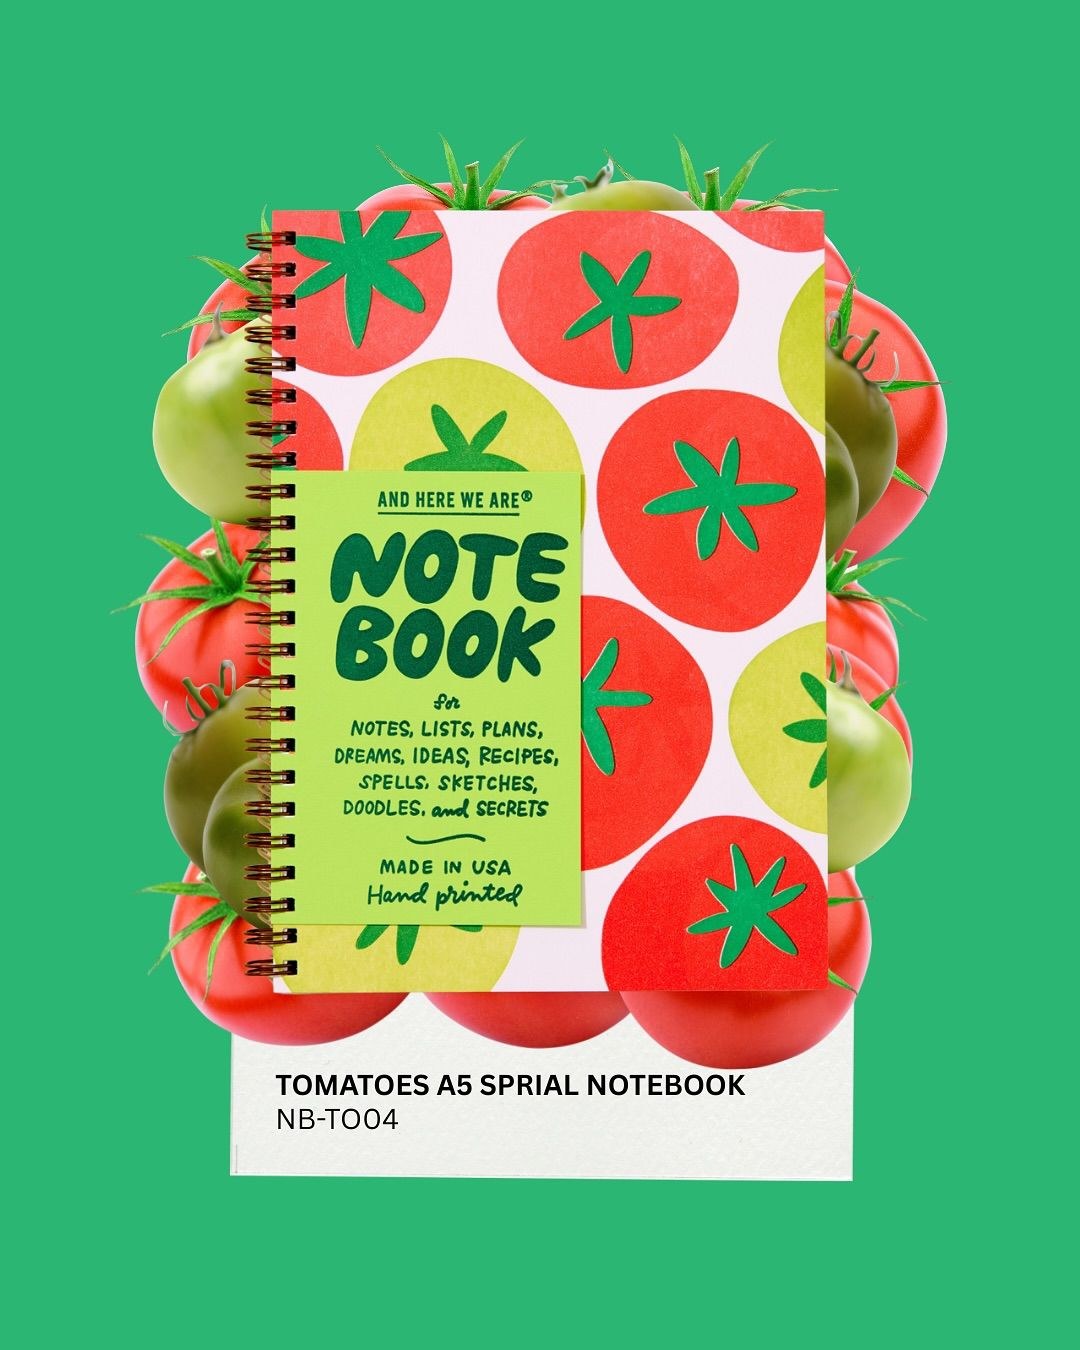 AND HERE WE ARE®
NOTE
BOOK
for
NOTES, LISTS, PLANS,
DREAMS, IDEAS, RECIPES,
SPELLS, SKETCHES,
DOODLES, and SECRETS
MADE IN USA
Hand printed
TOMATOES A5 SPRIAL NOTEBOOK
NB-TO04